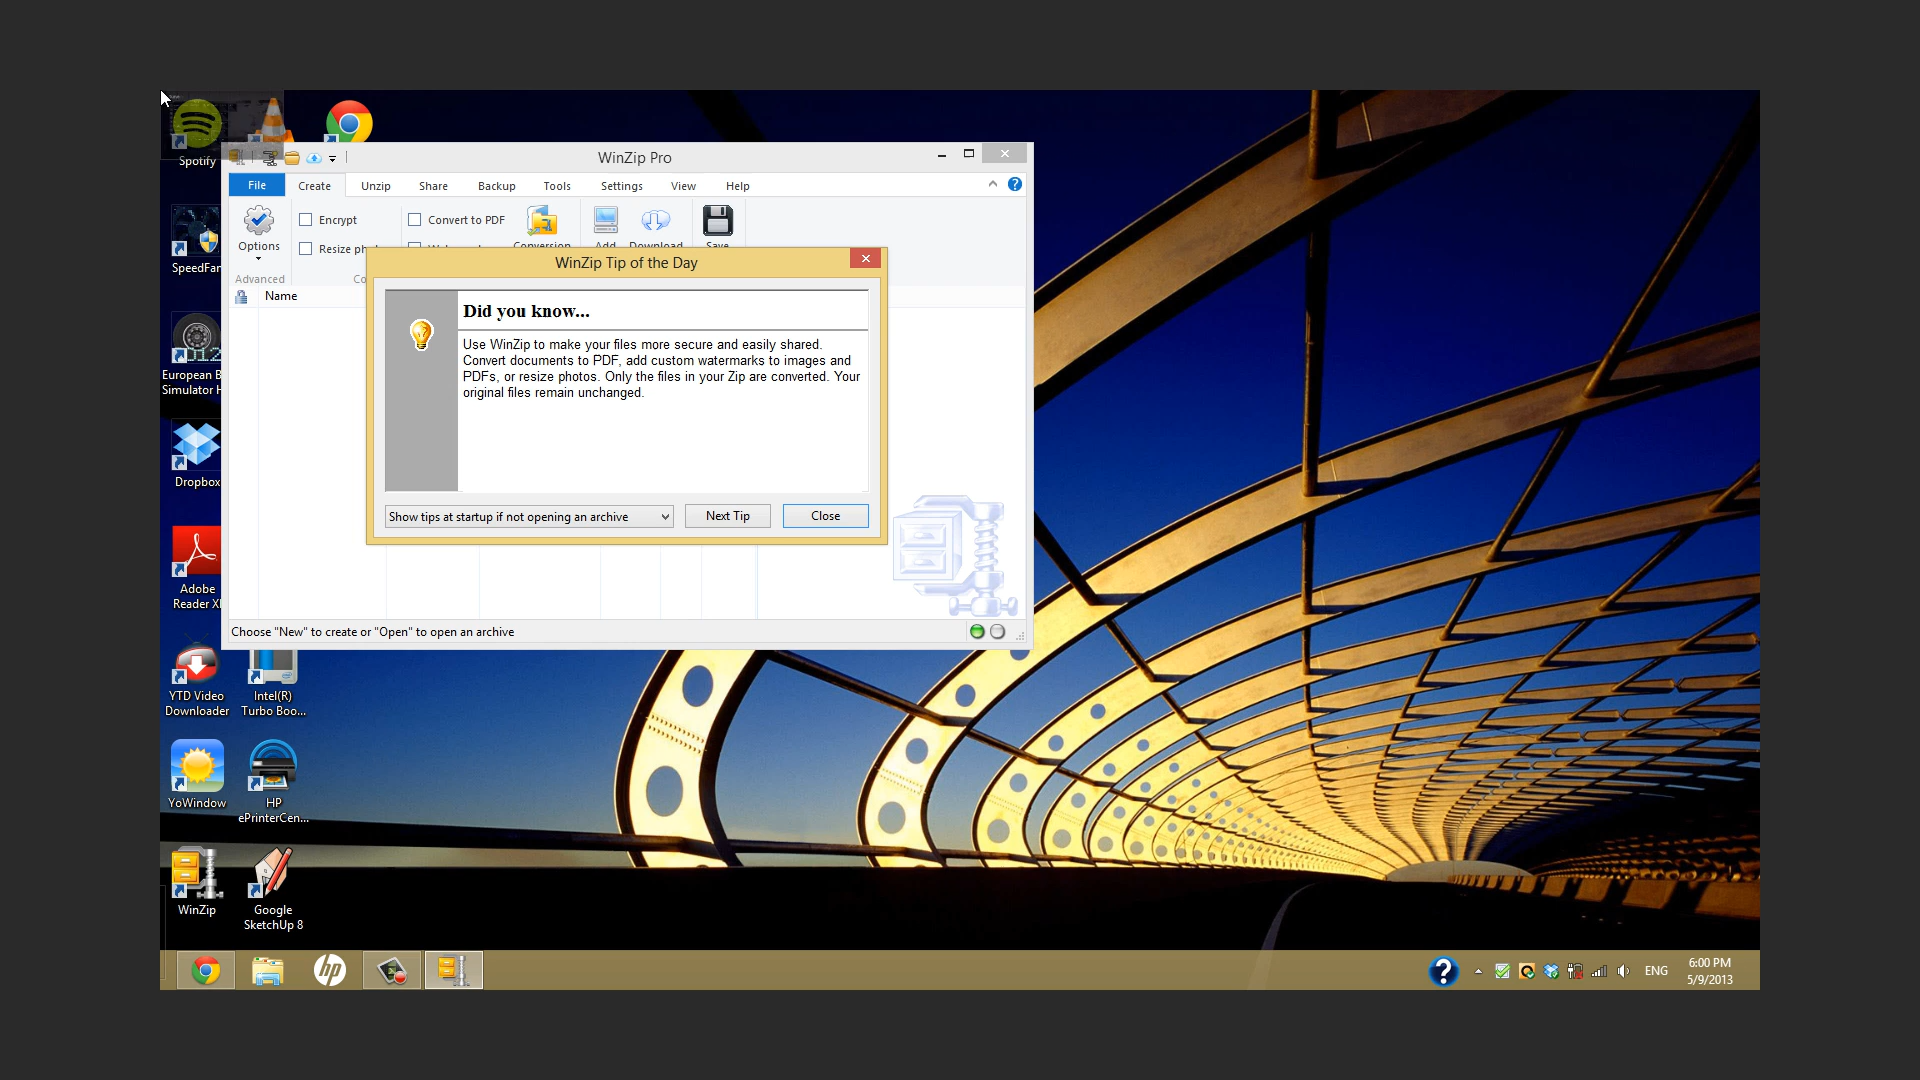 Spotify
SpeedFan
European B
Simulator H
D12
Dropbox
Adobe
Reader XI
YTD Video
Downloader
Intel(R)
Turbo Boo...
YoWindow
HP
ePrinterCen...
WinZip
Google
SketchUp 8
WinZip Pro
File
Create
Unzip
Share
Backup
Tools
Settings
View
Help
Encrypt
Convert to PDF
Options
Resize ph
Conversion
Add
Download
Save
Advanced
Co
Name
WinZip Tip of the Day
Did you know...
Use WinZip to make your files more secure and easily shared.
Convert documents to PDF, add custom watermarks to images and
PDFs, or resize photos. Only the files in your Zip are converted. Your
original files remain unchanged.
Show tips at startup if not opening an archive
Next Tip
Close
Choose "New" to create or "Open" to open an archive
hp
ENG
6:00 PM
5/9/2013